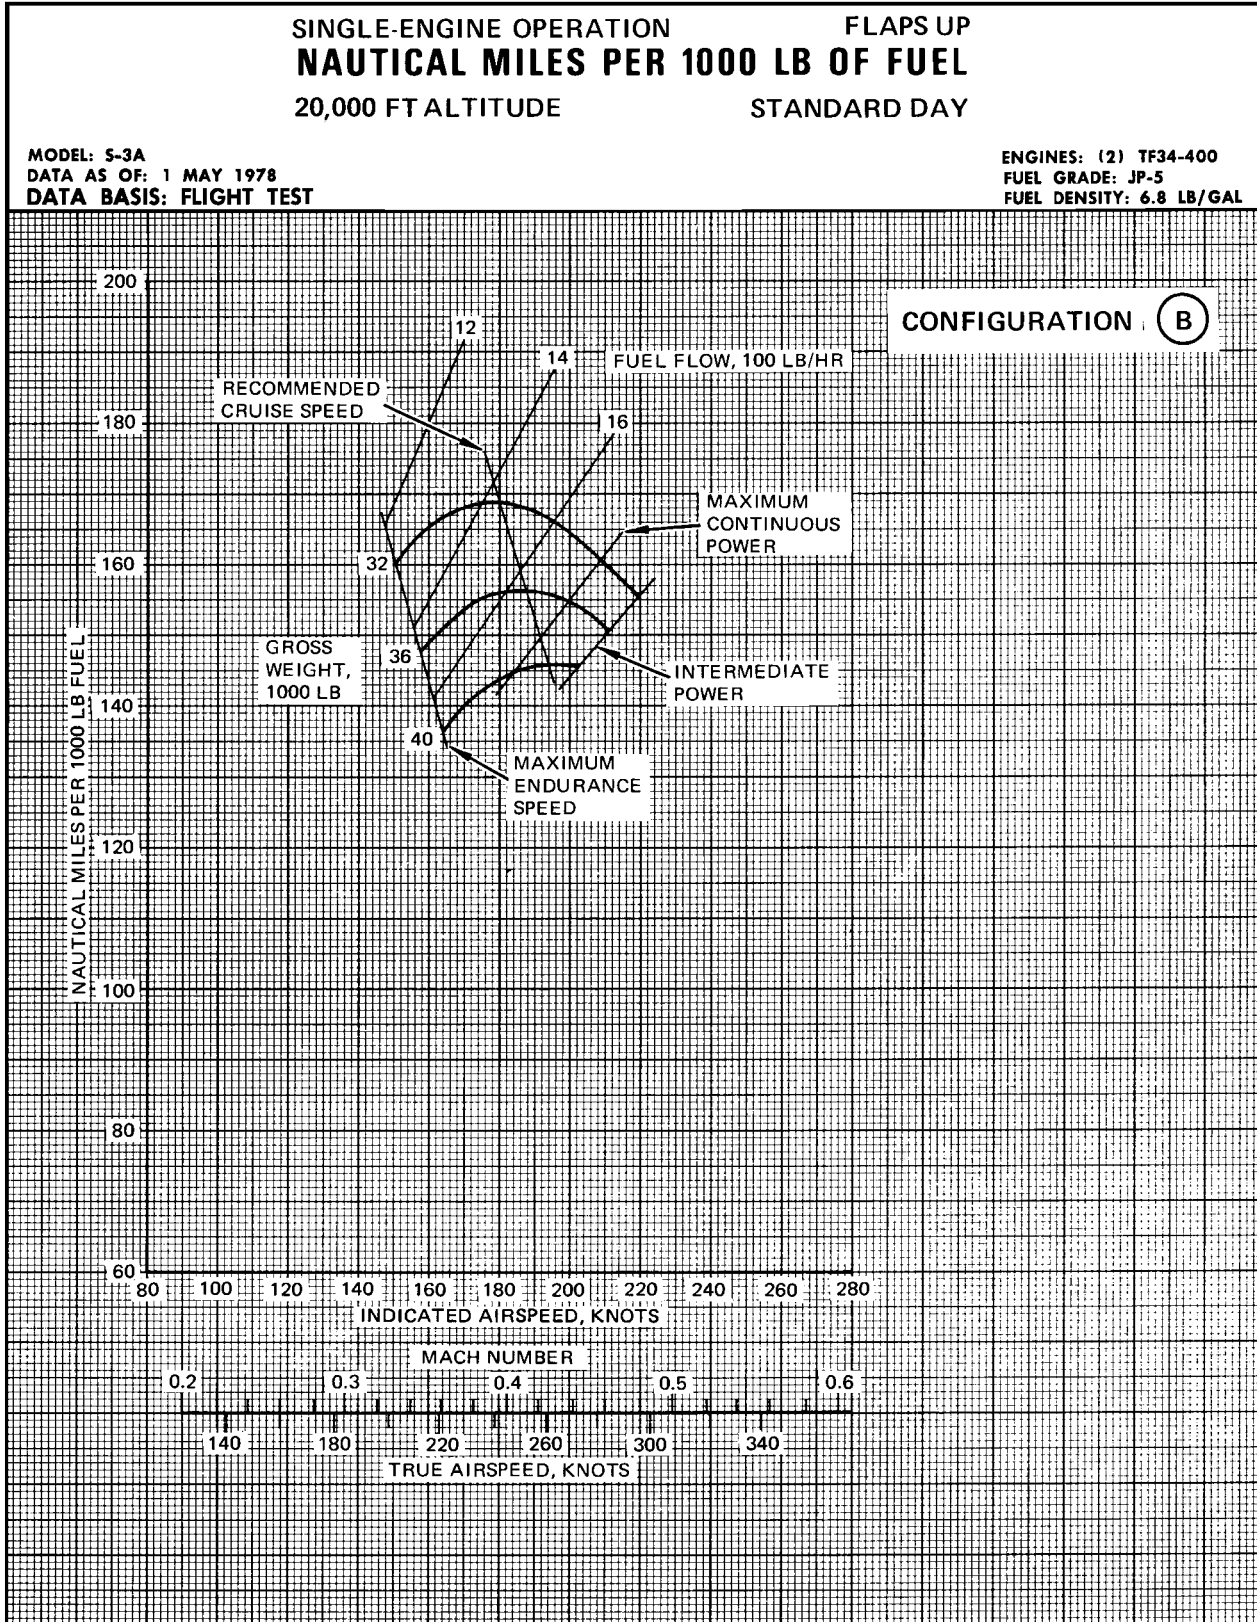 SINGLE-ENGINE OPERATION FLAPS UP
NAUTICAL MILES PER 1000 LB OF FUEL
20,000 FT ALTITUDE STANDARD DAY
MODEL: S-3A
DATA AS OF: 1 MAY 1978
DATA BASIS: FLIGHT TEST
ENGINES: (2) TF34-400
FUEL GRADE: JP-5
FUEL DENSITY: 6.8 LB/GAL
CONFIGURATION B
200
180
160
140
120
100
80
60
NAUTICAL MILES PER 1000 LB FUEL
12
14
16
FUEL FLOW, 100 LB/HR
RECOMMENDED
CRUISE SPEED
MAXIMUM
CONTINUOUS
POWER
32
36
40
GROSS
WEIGHT,
1000 LB
INTERMEDIATE
POWER
MAXIMUM
ENDURANCE
SPEED
80 100 120 140 160 180 200 220 240 260 280
INDICATED AIRSPEED, KNOTS
MACH NUMBER
0.2 0.3 0.4 0.5 0.6
140 180 220 260 300 340
TRUE AIRSPEED, KNOTS